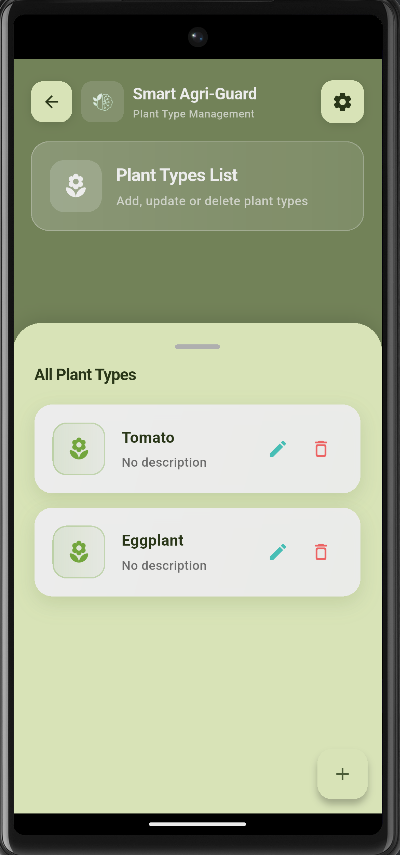 Smart Agri-Guard
Plant Type Management
Plant Types List
Add, update or delete plant types
All Plant Types
Tomato
No description
Eggplant
No description